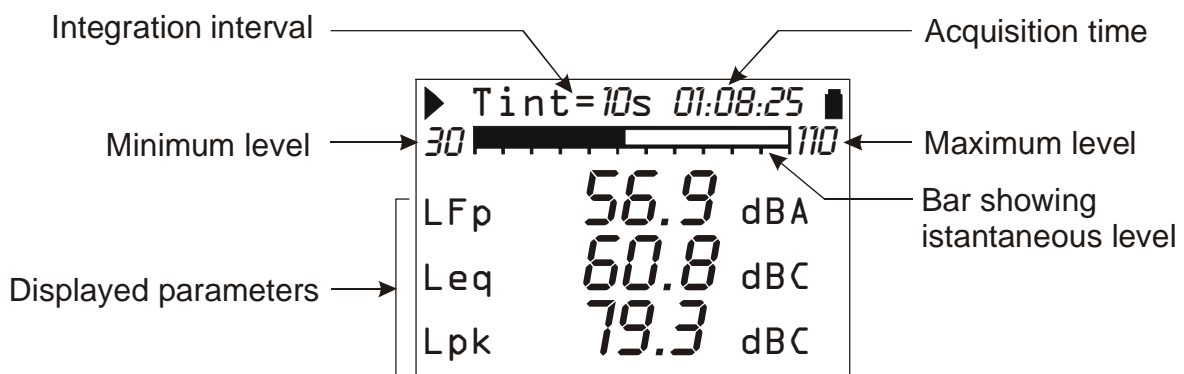 Integration interval
Acquisition time
Tint=10s 01:08:25
Minimum level
30
110
Maximum level
LFp 56.9 dBA
Bar showing
istantaneous level
Leq 60.8 dBC
Displayed parameters
Lpk 79.3 dBC